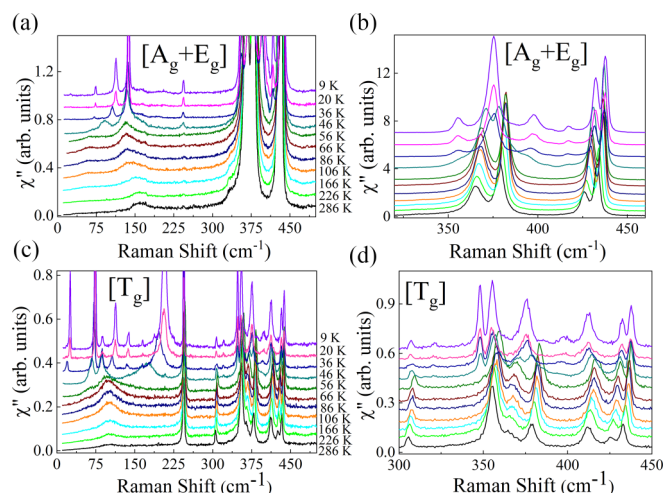 (a)
[Ag+Eg]
χ" (arb. units)
1.2
0.8
0.4
0.0
9 K
20 K
36 K
46 K
56 K
66 K
86 K
106 K
166 K
226 K
286 K
0 75 150 225 300 375 450
Raman Shift (cm-1)
(b)
[Ag+Eg]
χ" (arb. units)
12
8
4
0
350 400 450
Raman Shift (cm-1)
(c)
[Tg]
χ" (arb. units)
0.8
0.6
0.4
0.2
0.0
9 K
20 K
36 K
46 K
56 K
66 K
86 K
106 K
166 K
226 K
286 K
0 75 150 225 300 375 450
Raman Shift (cm-1)
(d)
[Tg]
χ" (arb. units)
0.9
0.6
0.3
0.0
300 350 400 450
Raman Shift (cm-1)